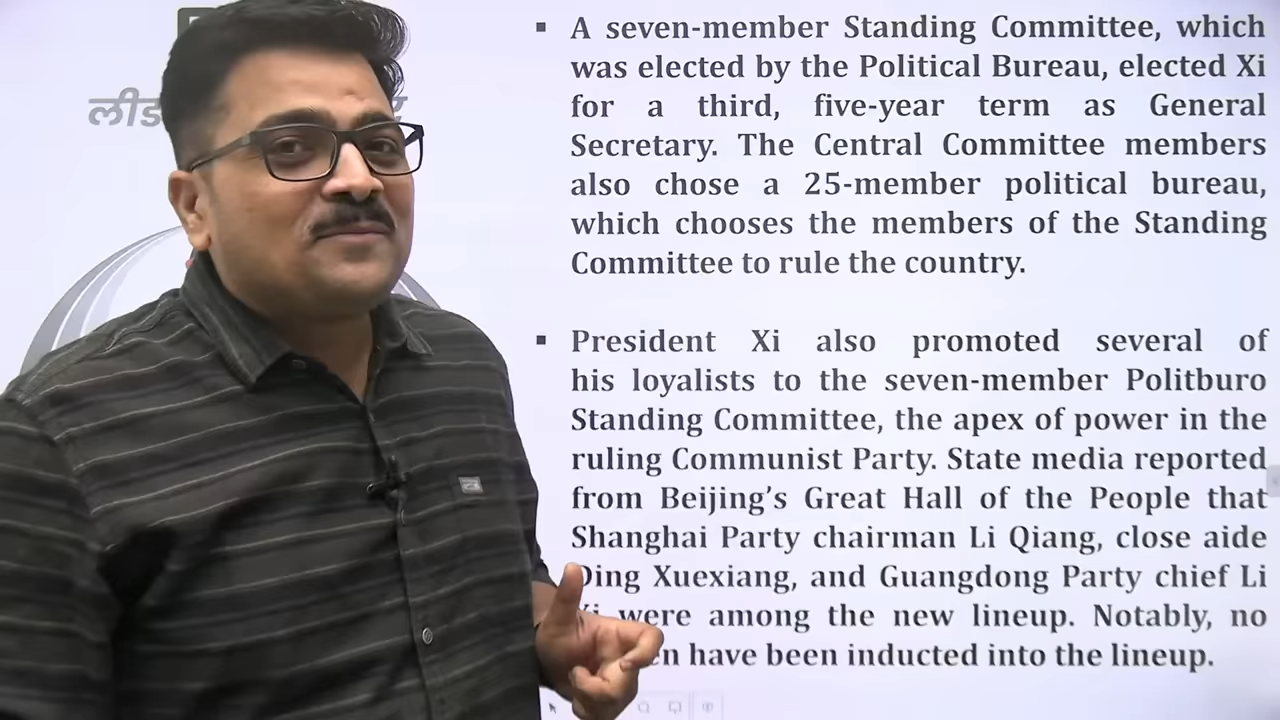 A seven-member Standing Committee, which
was elected by the Political Bureau, elected Xi
for a third, five-year term as General
Secretary. The Central Committee members
also chose a 25-member political bureau,
which chooses the members of the Standing
Committee to rule the country.
President Xi also promoted several of
his loyalists to the seven-member Politburo
Standing Committee, the apex of power in the
ruling Communist Party. State media reported
from Beijing's Great Hall of the People that
Shanghai Party chairman Li Qiang, close aide
Ding Xuexiang, and Guangdong Party chief Li
were among the new lineup. Notably, no
have been inducted into the lineup.